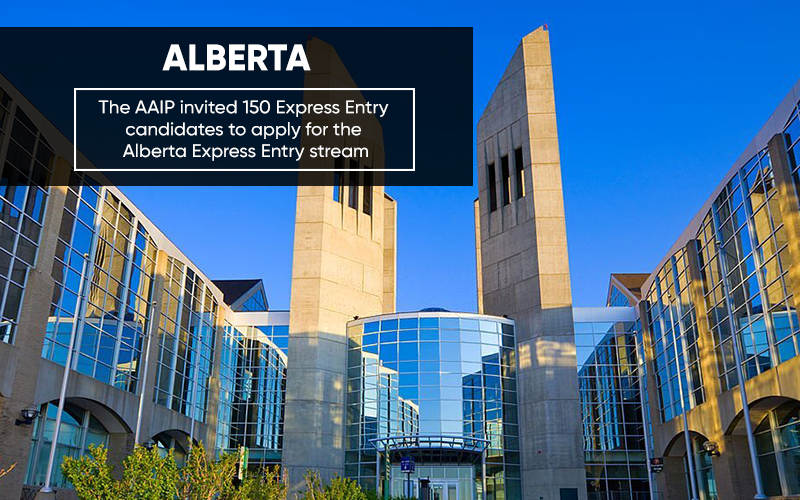 ALBERTA
The AAIP invited 150 Express Entry
candidates to apply for the
Alberta Express Entry stream